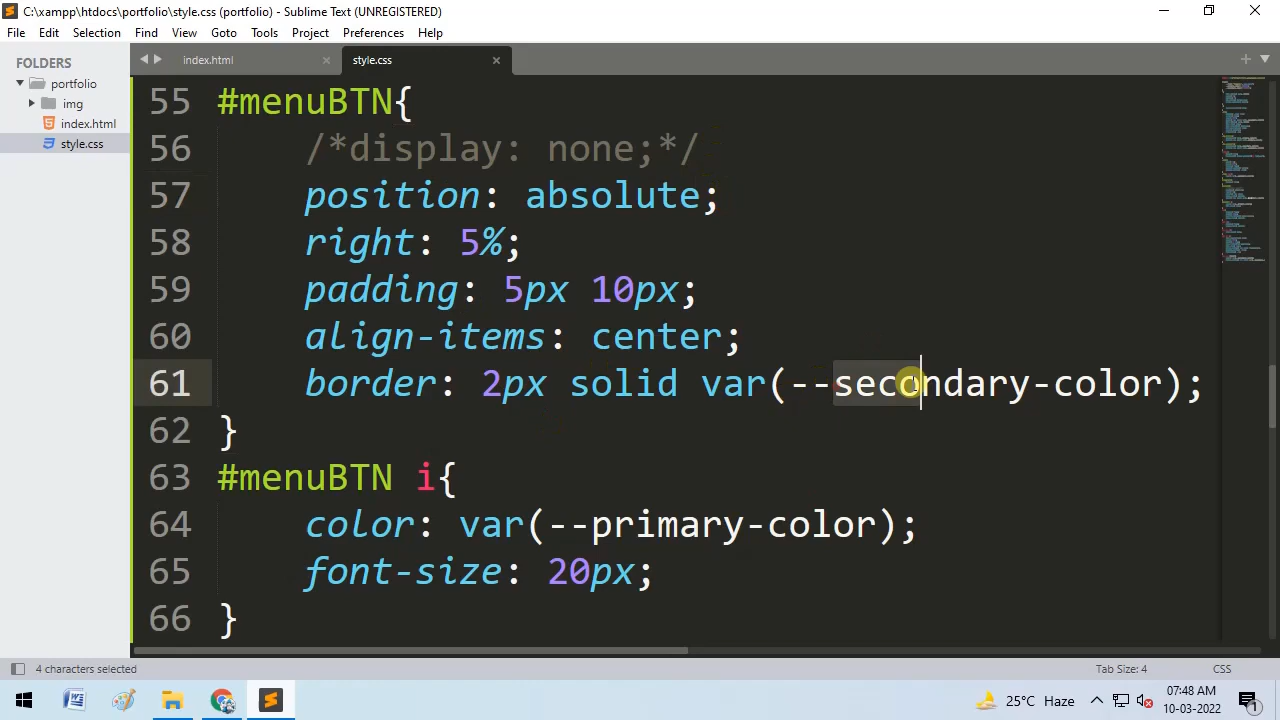 C:\xampp\htdocs\portfolio\style.css (portfolio) - Sublime Text (UNREGISTERED)
File Edit Selection Find View Goto Tools Project Preferences Help
FOLDERS
portfolio
img
index.html
style.css
index.html
style.css
55 #menuBTN{
56 /*display: none;*/
57 position: absolute;
58 right: 5%;
59 padding: 5px 10px;
60 align-items: center;
61 border: 2px solid var(--secondary-color);
62 }
63 #menuBTN i{
64 color: var(--primary-color);
65 font-size: 20px;
66 }
4 characters selected
Tab Size: 4
CSS
25°C Haze
07:48 AM
10-03-2022
1